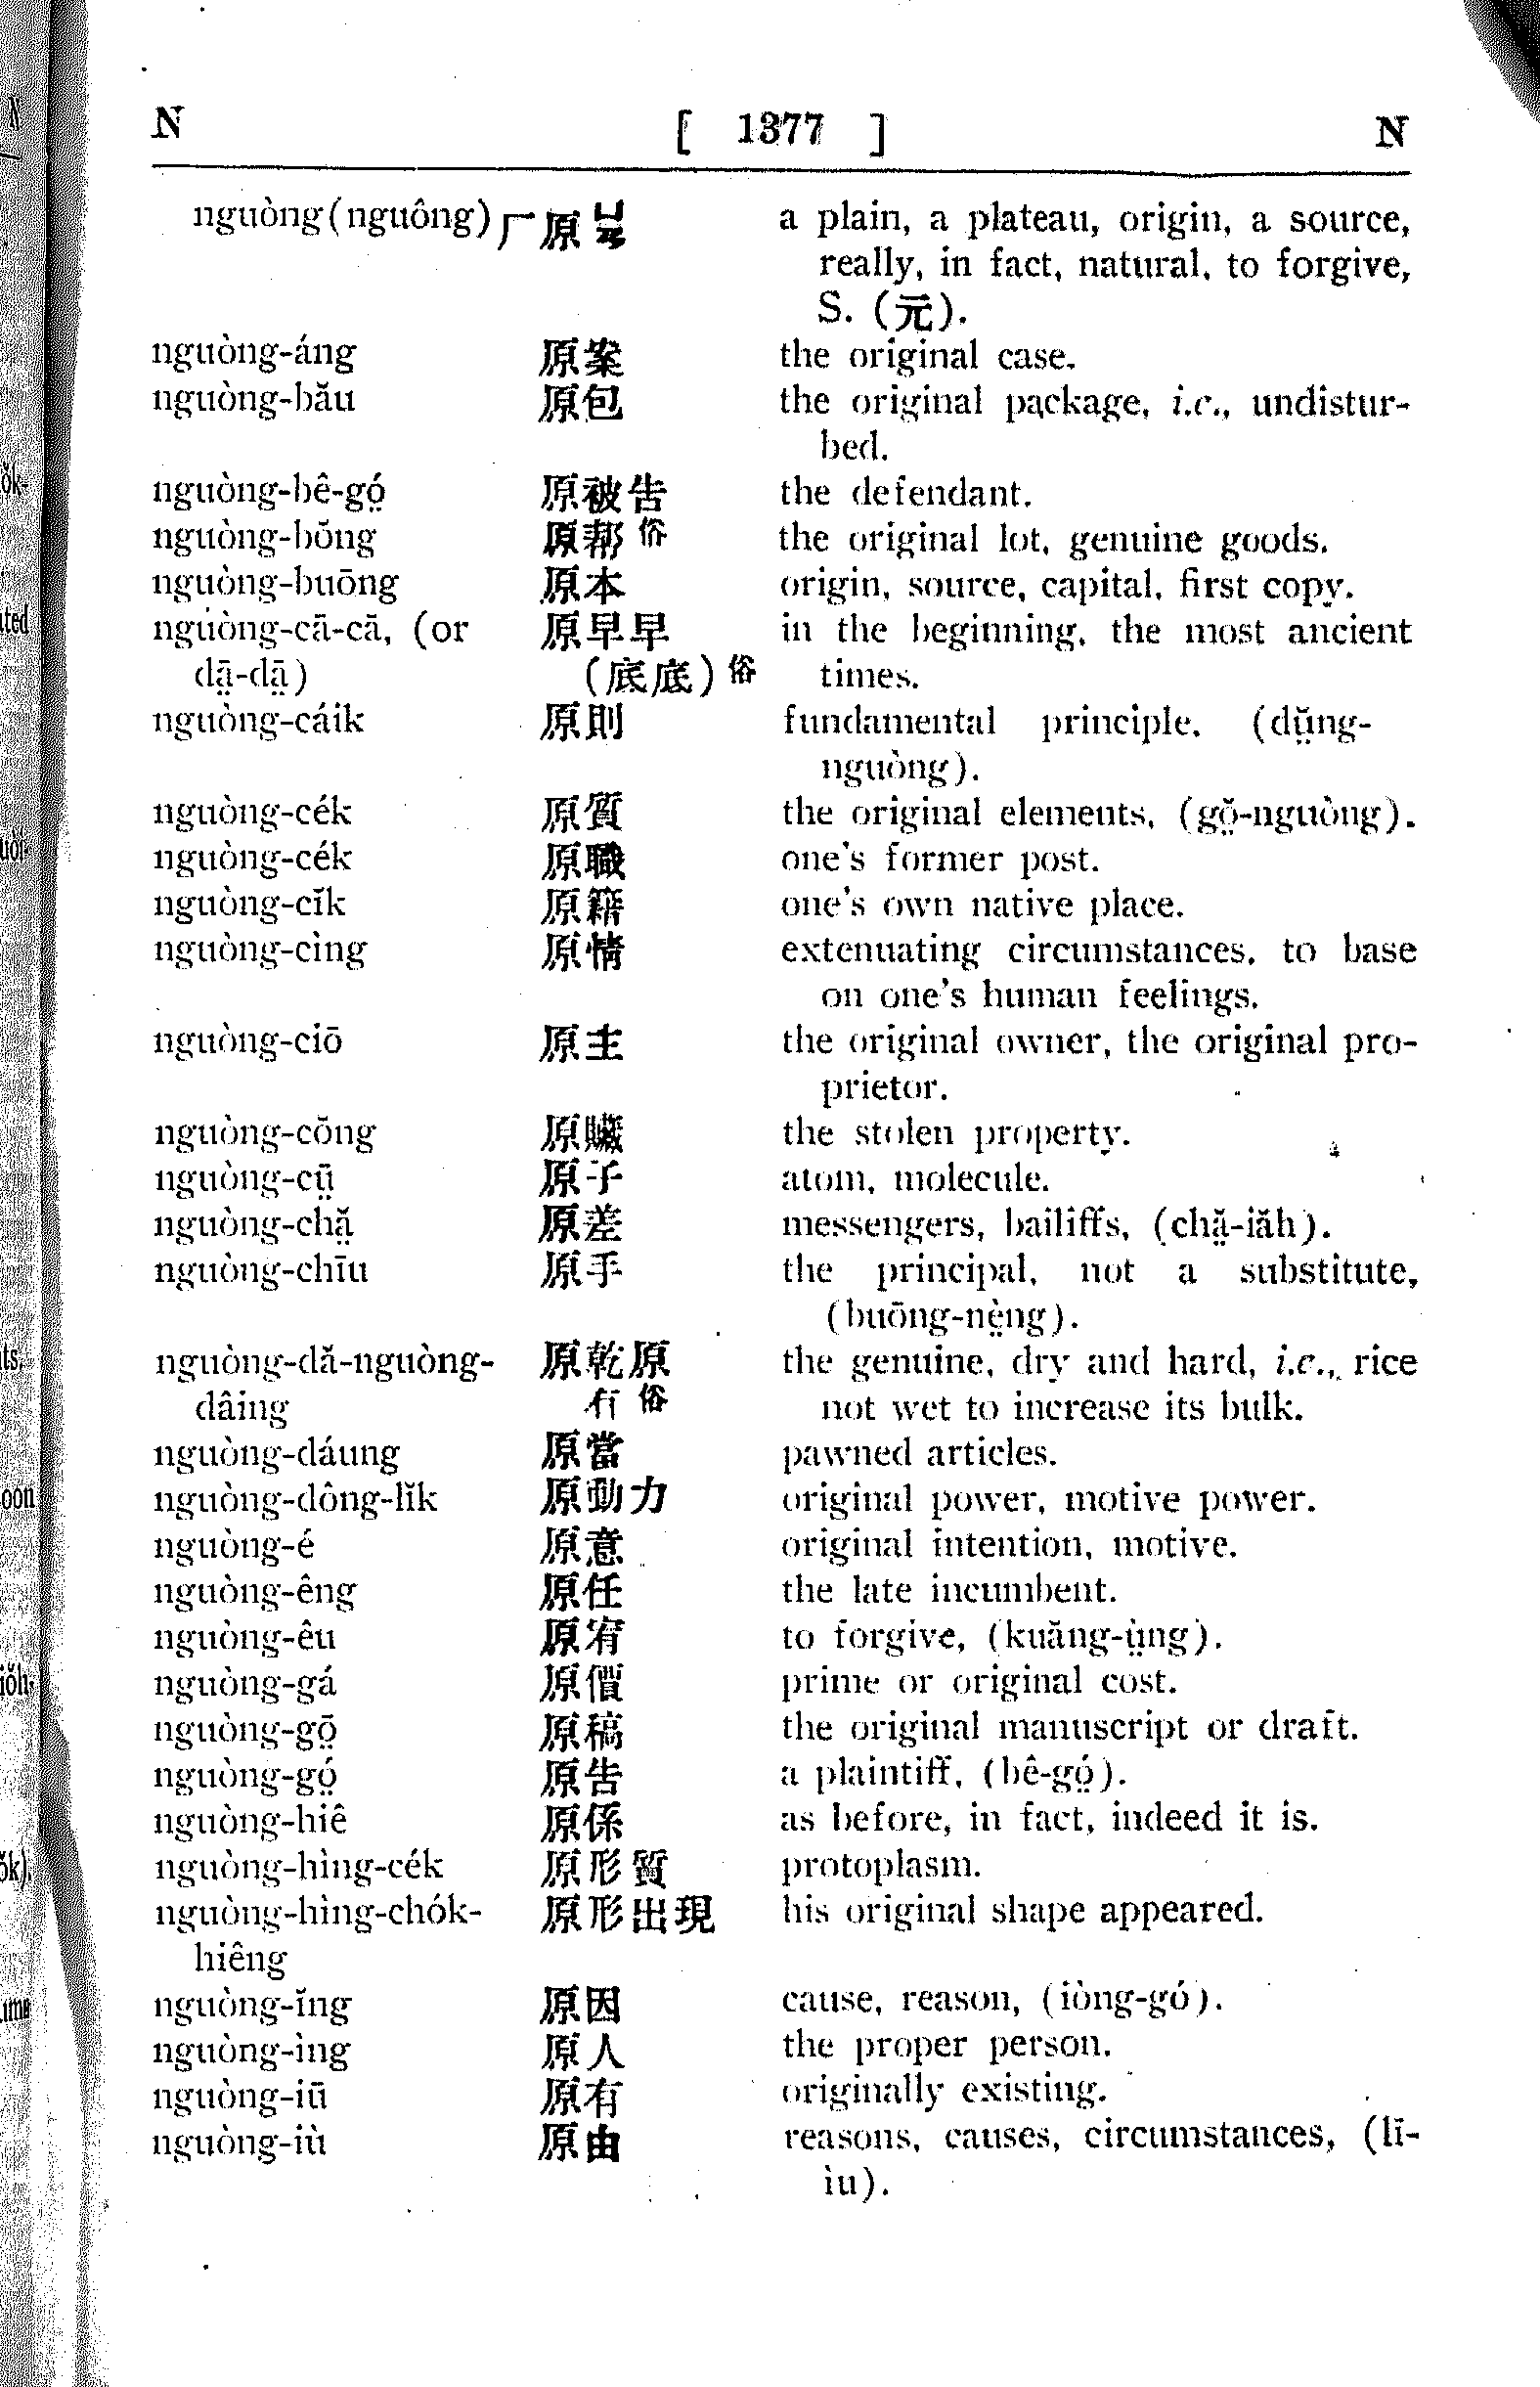 N [ 1377 ] N
nguòng(nguông) 厂原 a plain, a plateau, origin, a source,
really, in fact, natural, to forgive,
S. (元).
nguòng-áng 原案 the original case.
nguòng-bău 原包 the original package, i.e., undistur-
bed.
nguòng-bê-gó̤ 原被告 the defendant.
nguòng-bŏng 原幇俗 the original lot, genuine goods.
nguòng-buōng 原本 origin, source, capital, first copy.
nguòng-cā-cā, (or 原早早 in the beginning, the most ancient
dā̤-dā̤) (底底)俗 times.
nguòng-cáik 原則 fundamental principle, (dṳ̆ng-
nguòng).
nguòng-cék 原質 the original elements, (gŏ̤-nguòng).
nguòng-cék 原職 one's former post.
nguòng-cĭk 原籍 one's own native place.
nguòng-cìng 原情 extenuating circumstances, to base
on one's human feelings.
nguòng-ciō 原主 the original owner, the original pro-
prietor.
nguòng-cŏng 原贓 the stolen property.
nguòng-cṳ̄ 原子 atom, molecule.
nguòng-chă̤ 原差 messengers, bailiffs, (chă̤-iăh).
nguòng-chīu 原手 the principal, not a substitute,
(buōng-nè̤ng).
nguòng-dă-nguòng- 原乾原 the genuine, dry and hard, i.e., rice
dâing 有俗 not wet to increase its bulk.
nguòng-dáung 原當 pawned articles.
nguòng-dông-lĭk 原動力 original power, motive power.
nguòng-é 原意 original intention, motive.
nguòng-êng 原任 the late incumbent.
nguòng-êu 原宥 to forgive, (kuăng-ṳ̀ng).
nguòng-gá 原價 prime or original cost.
nguòng-gō̤ 原稿 the original manuscript or draft.
nguòng-gó̤ 原告 a plaintiff, (bê-gó̤).
nguòng-hiê 原係 as before, in fact, indeed it is.
nguòng-hìng-cék 原形質 protoplasm.
nguòng-hìng-chók- 原形出現 his original shape appeared.
hiêng
nguòng-ĭng 原因 cause, reason, (iòng-gó).
nguòng-ìng 原人 the proper person.
nguòng-iū 原有 originally existing.
nguòng-iù 原由 reasons, causes, circumstances, (lī-
ìu).